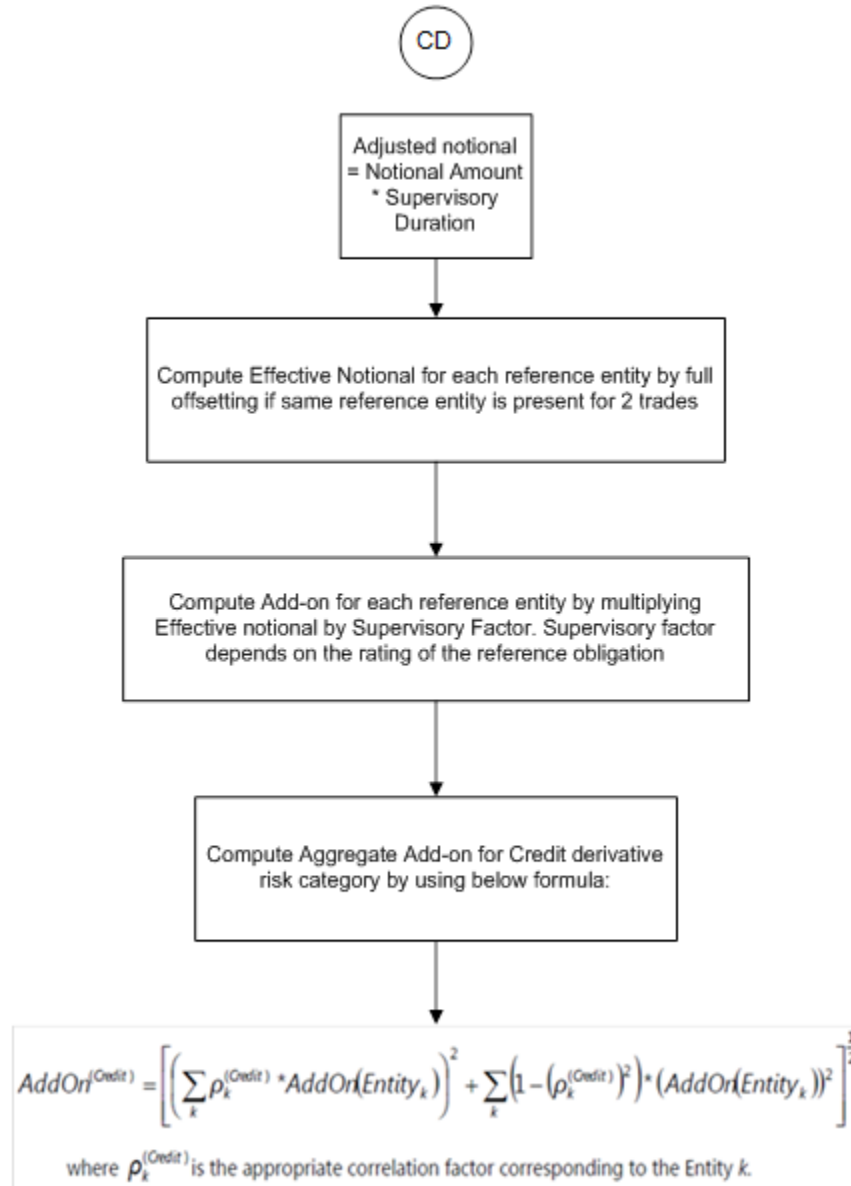 CD
Adjusted notional
= Notional Amount
* Supervisory
Duration
Compute Effective Notional for each reference entity by full
offsetting if same reference entity is present for 2 trades
Compute Add-on for each reference entity by multiplying
Effective notional by Supervisory Factor. Supervisory factor
depends on the rating of the reference obligation
Compute Aggregate Add-on for Credit derivative
risk category by using below formula:
AddOn^(Credit) = [(∑_k ρ_k^(Credit) * AddOn(Entity_k))^2 + ∑_k (1 − (ρ_k^(Credit))^2) * (AddOn(Entity_k))^2]^(1/2)
where ρ_k^(Credit) is the appropriate correlation factor corresponding to the Entity k.